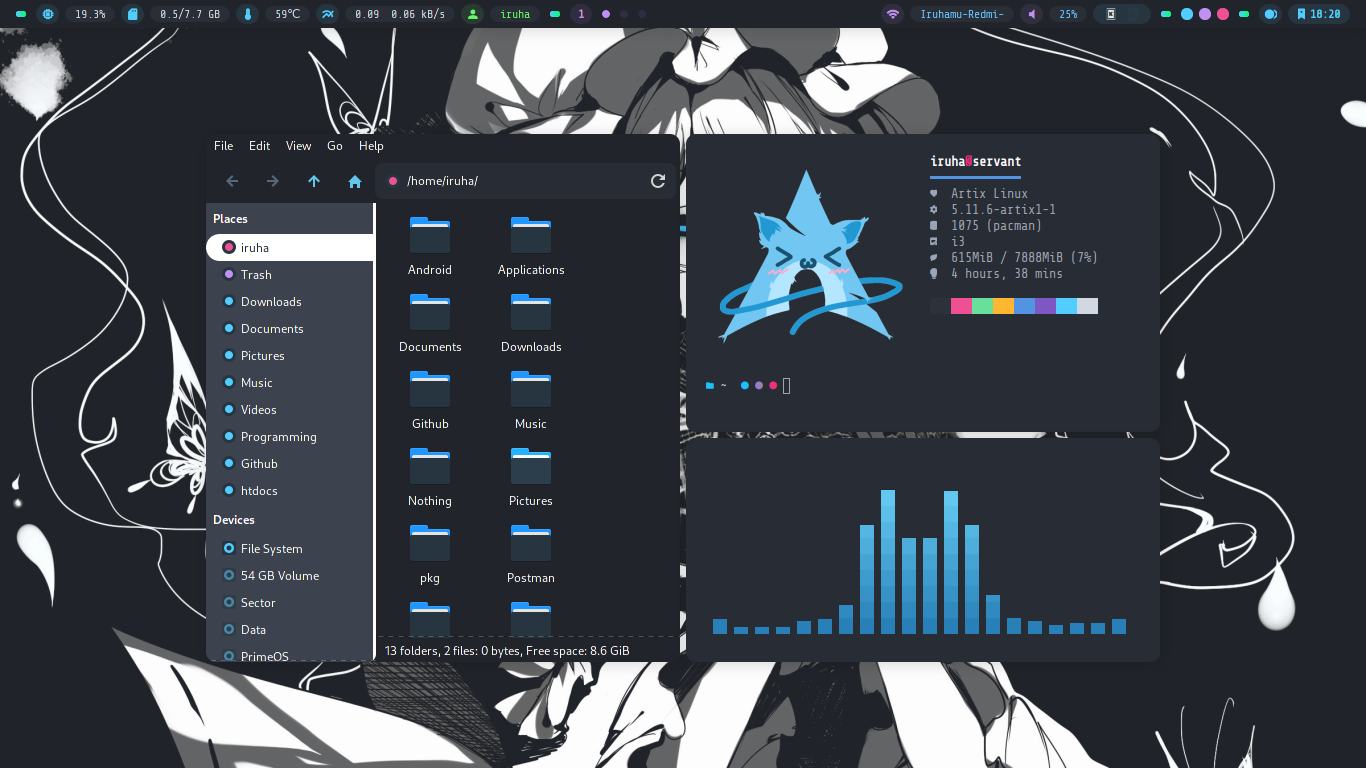 19.3% 0.5/7.7 GB 59℃ 0.09 0.06 kB/s iruha 1 Iruhamu-Redmi- 25% 18:20
File Edit View Go Help
/home/iruha/
Places
iruha
Trash
Downloads
Documents
Pictures
Music
Videos
Programming
Github
htdocs
Devices
File System
54 GB Volume
Sector
Data
PrimeOS
Android Applications
Documents Downloads
Github Music
Nothing Pictures
pkg Postman
13 folders, 2 files: 0 bytes, Free space: 8.6 GiB
iruha@servant
Artix Linux
5.11.6-artix1-1
1075 (pacman)
i3
615MiB / 7888MiB (7%)
4 hours, 38 mins
~